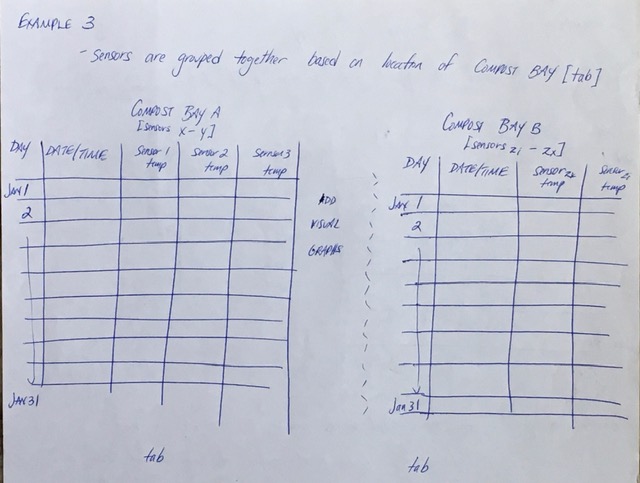 EXAMPLE 3
- Sensors are grouped together based on location of COMPOST BAY [tab]
COMPOST BAY A
[sensors x - y]
DAY DATE/TIME Sensor 1 temp Sensor 2 temp Sensor 3 temp
Jan 1
2
Jan 31
ADD
VISUAL
GRAPHS
tab
COMPOST BAY B
[sensors zi - zx]
DAY DATE/TIME Sensor temp Sensor temp
Jan 1
2
Jan 31
tab